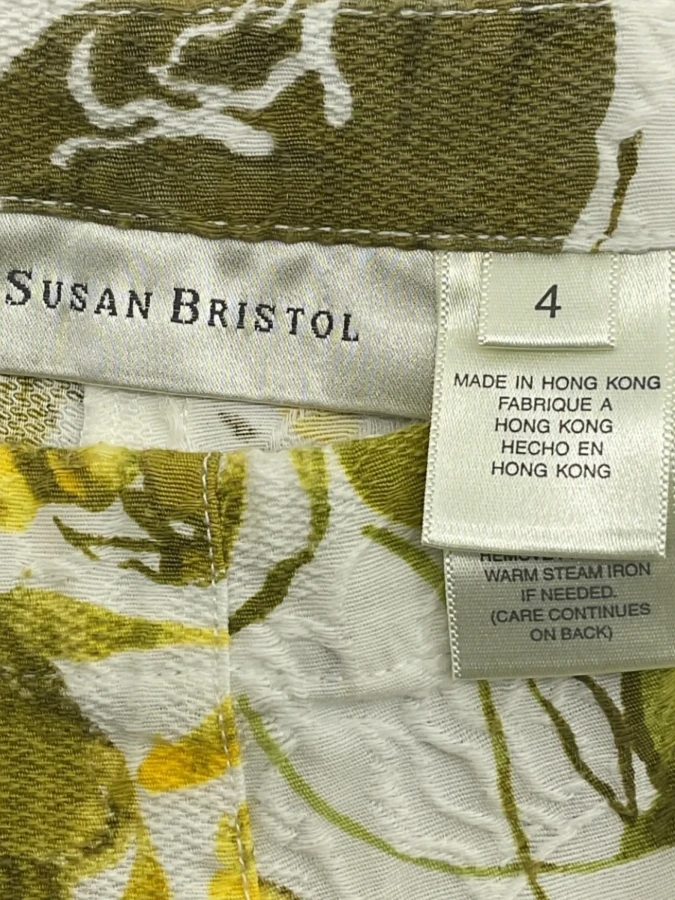 SUSAN BRISTOL
4
MADE IN HONG KONG
FABRIQUE A
HONG KONG
HECHO EN
HONG KONG
WARM STEAM IRON
IF NEEDED.
(CARE CONTINUES
ON BACK)